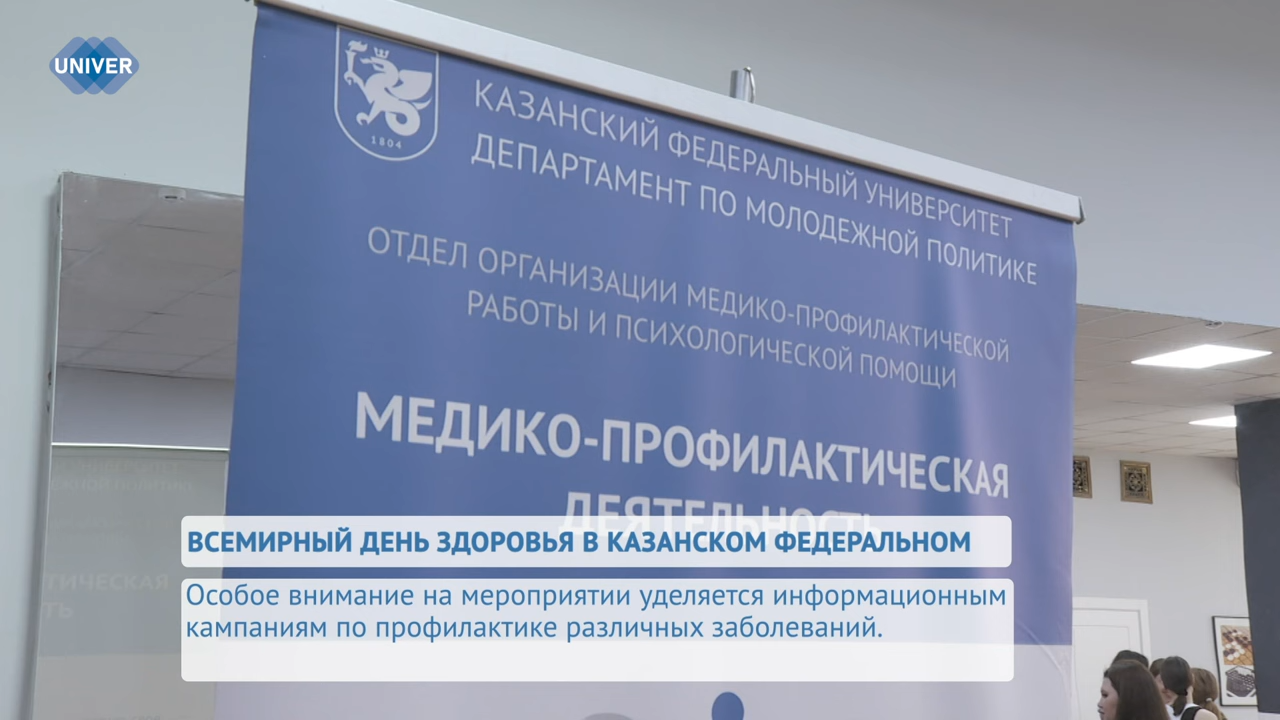 UNIVER
1804
КАЗАНСКИЙ ФЕДЕРАЛЬНЫЙ УНИВЕРСИТЕТ
ДЕПАРТАМЕНТ ПО МОЛОДЕЖНОЙ ПОЛИТИКЕ
ОТДЕЛ ОРГАНИЗАЦИИ МЕДИКО-ПРОФИЛАКТИЧЕСКОЙ
РАБОТЫ И ПСИХОЛОГИЧЕСКОЙ ПОМОЩИ
МЕДИКО-ПРОФИЛАКТИЧЕСКАЯ
ДЕЯТЕЛЬНОСТЬ
ВСЕМИРНЫЙ ДЕНЬ ЗДОРОВЬЯ В КАЗАНСКОМ ФЕДЕРАЛЬНОМ
Особое внимание на мероприятии уделяется информационным
кампаниям по профилактике различных заболеваний.